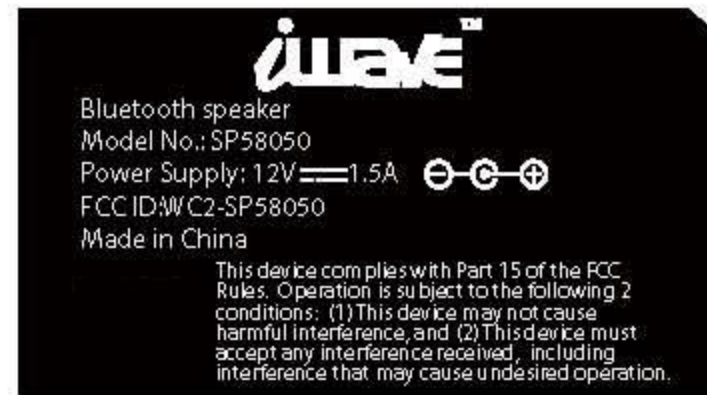 iwave™
Bluetooth speaker
Model No.: SP58050
Power Supply: 12V 1.5A
FCC ID:WC2-SP58050
Made in China
This device complies with Part 15 of the FCC
Rules. Operation is subject to the following 2
conditions: (1) This device may not cause
harmful interference, and (2) This device must
accept any interference received, including
interference that may cause undesired operation.